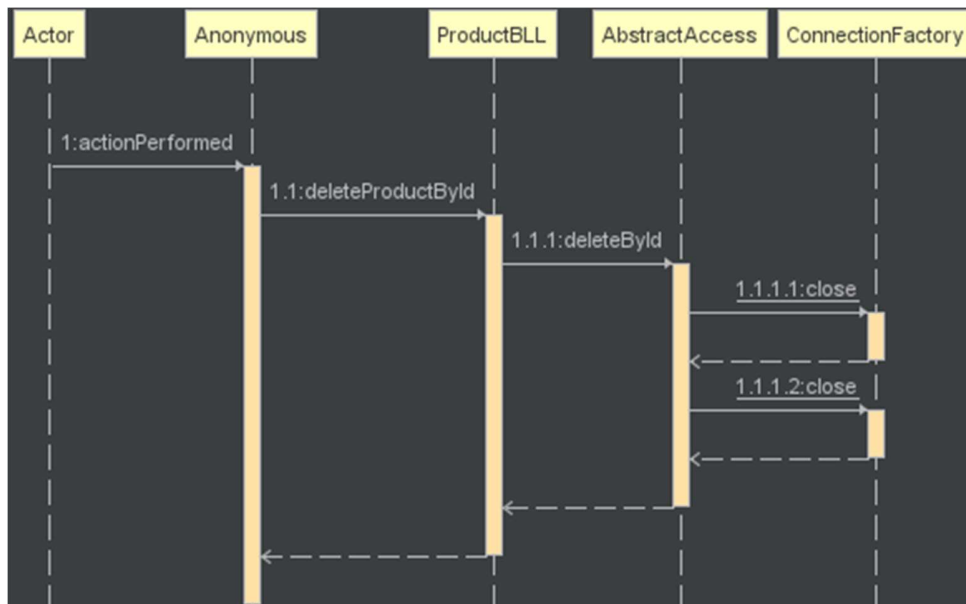 Actor
Anonymous
ProductBLL
AbstractAccess
ConnectionFactory
1:actionPerformed
1.1:deleteProductById
1.1.1:deleteById
1.1.1.1:close
1.1.1.2:close